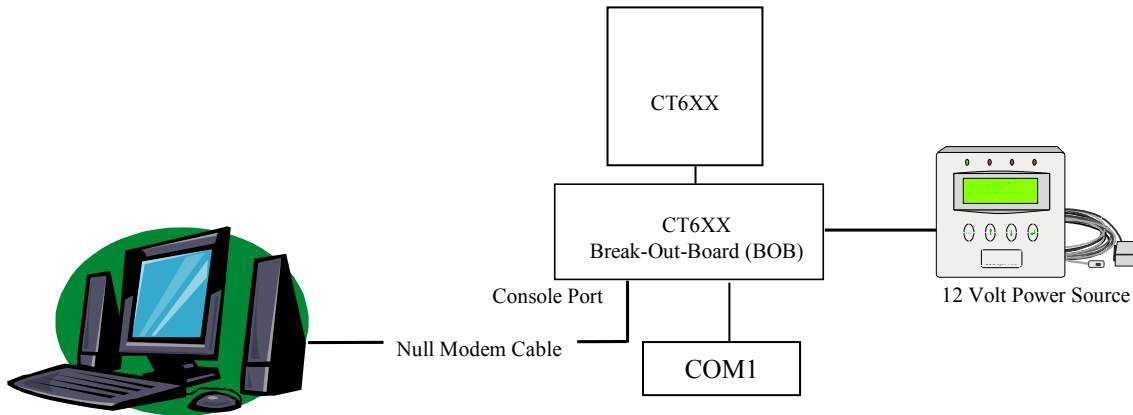 CT6XX
CT6XX
Break-Out-Board (BOB)
Console Port
12 Volt Power Source
Null Modem Cable
COM1